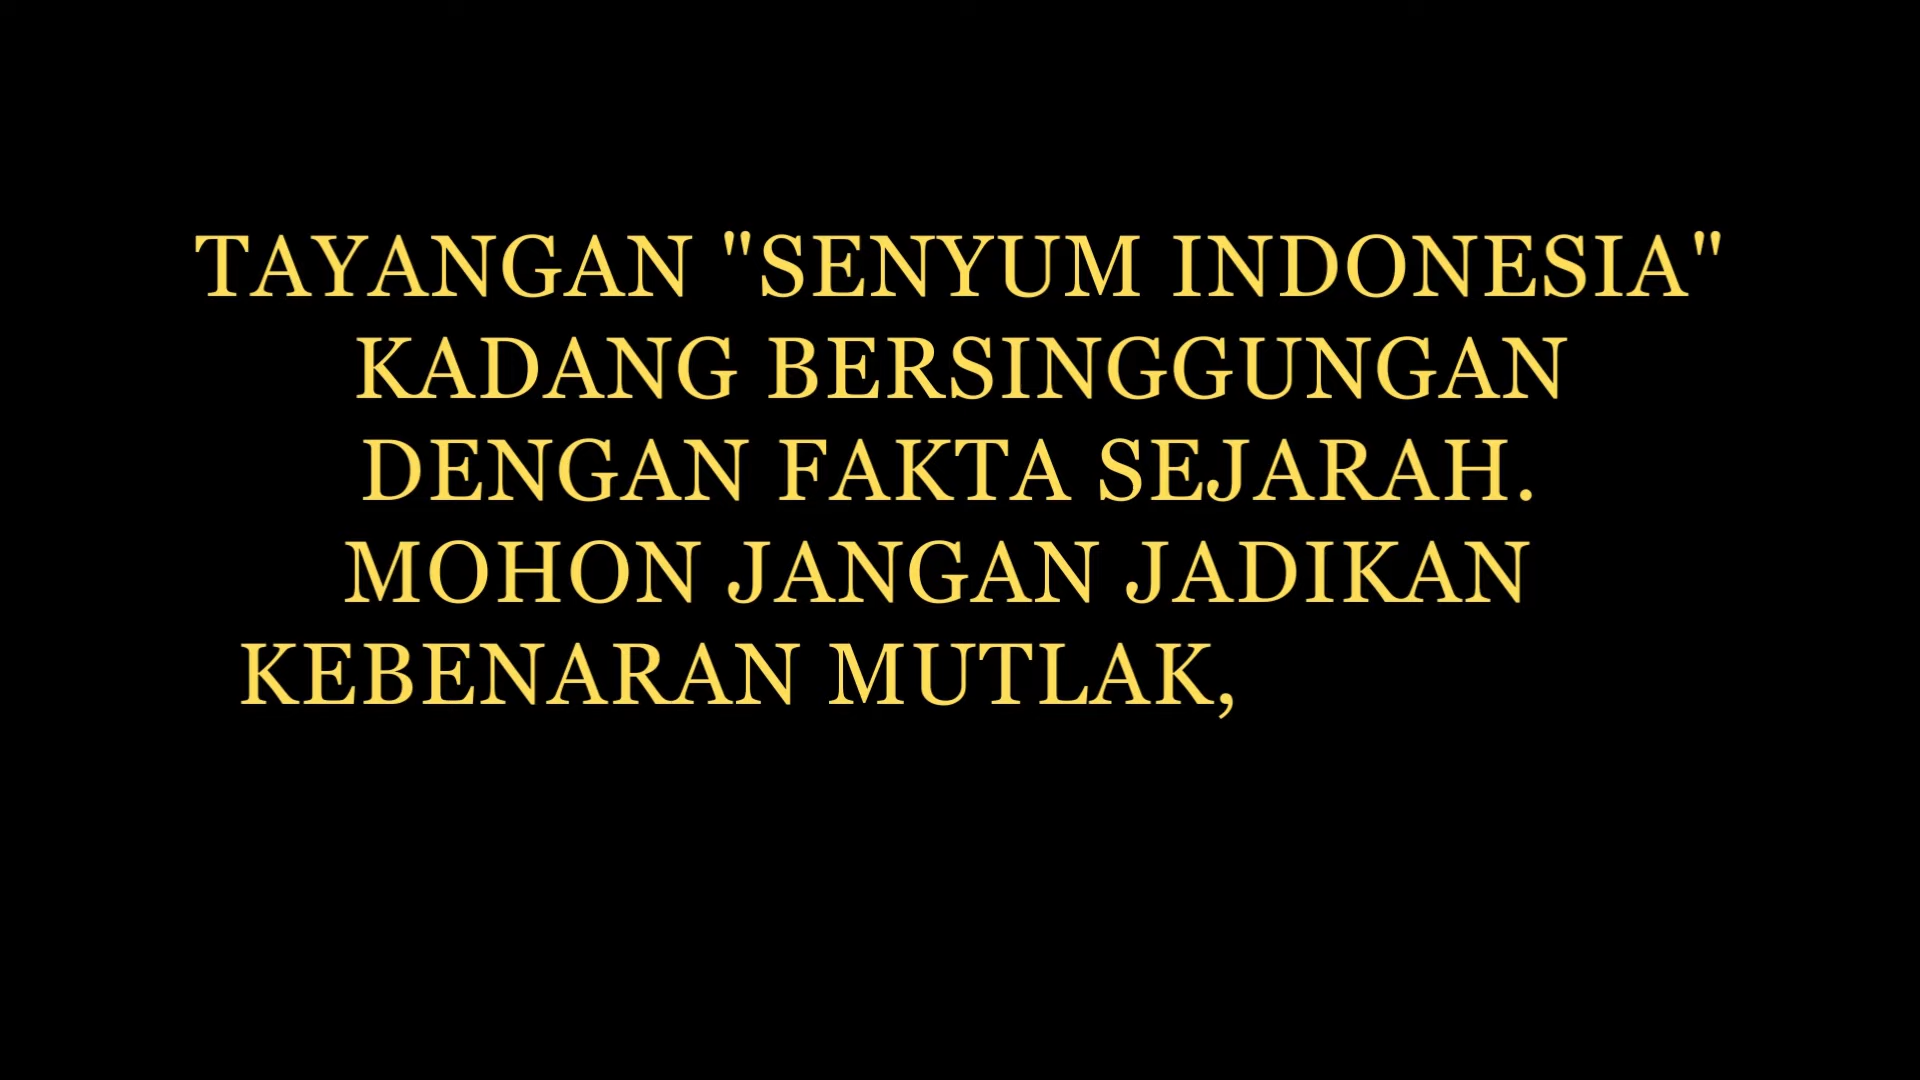 TAYANGAN "SENYUM INDONESIA"
KADANG BERSINGGUNGAN
DENGAN FAKTA SEJARAH.
MOHON JANGAN JADIKAN
KEBENARAN MUTLAK,